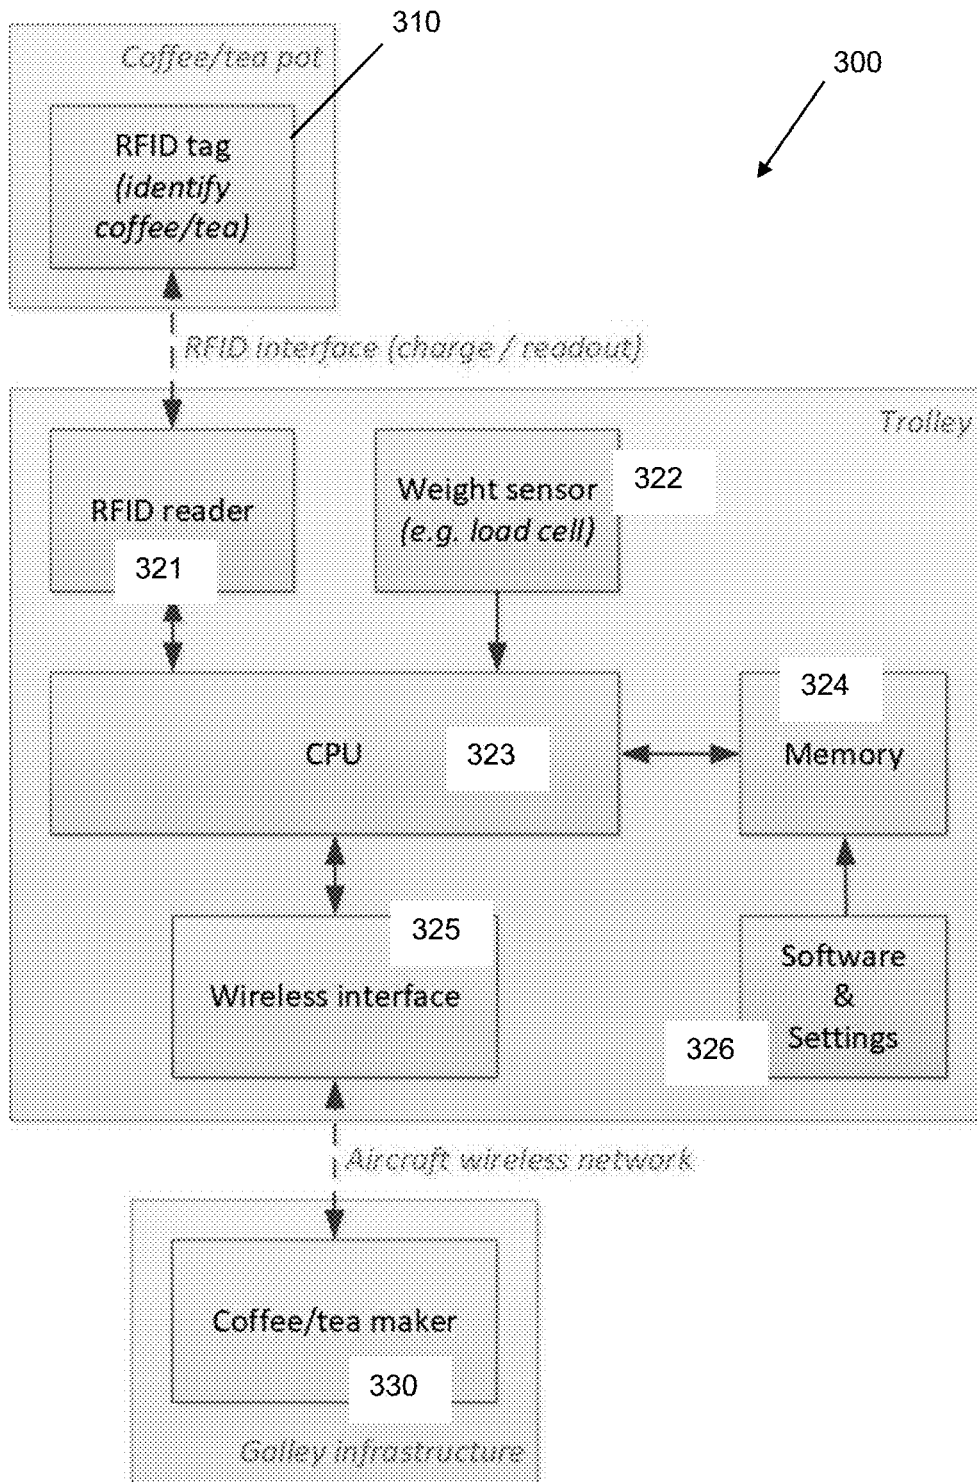 310
300
Coffee/tea pot
RFID tag
(identify
coffee/tea)
RFID interface (charge / readout)
Trolley
RFID reader
321
Weight sensor
(e.g. load cell)
322
CPU
323
324
Memory
325
Wireless interface
Software
&
Settings
326
Aircraft wireless network
Coffee/tea maker
330
Galley infrastructure